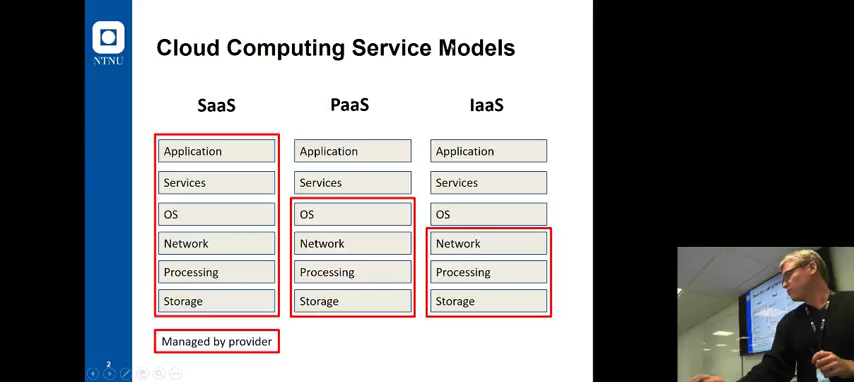 NTNU
Cloud Computing Service Models
SaaS PaaS IaaS
Application Application Application
Services Services Services
OS OS OS
Network Network Network
Processing Processing Processing
Storage Storage Storage
Managed by provider
2